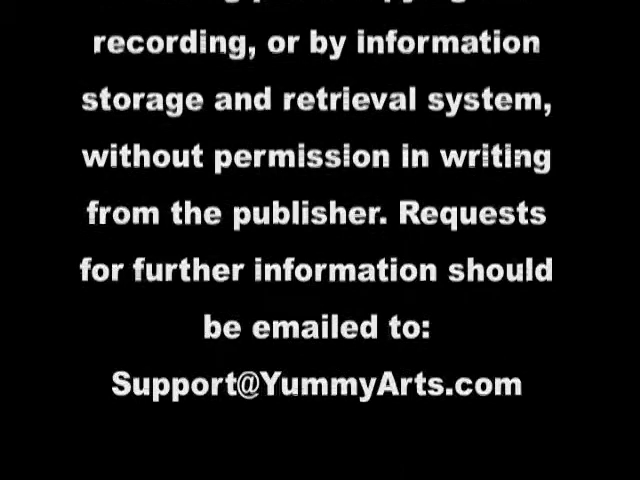 recording, or by information
storage and retrieval system,
without permission in writing
from the publisher. Requests
for further information should
be emailed to:
Support@YummyArts.com